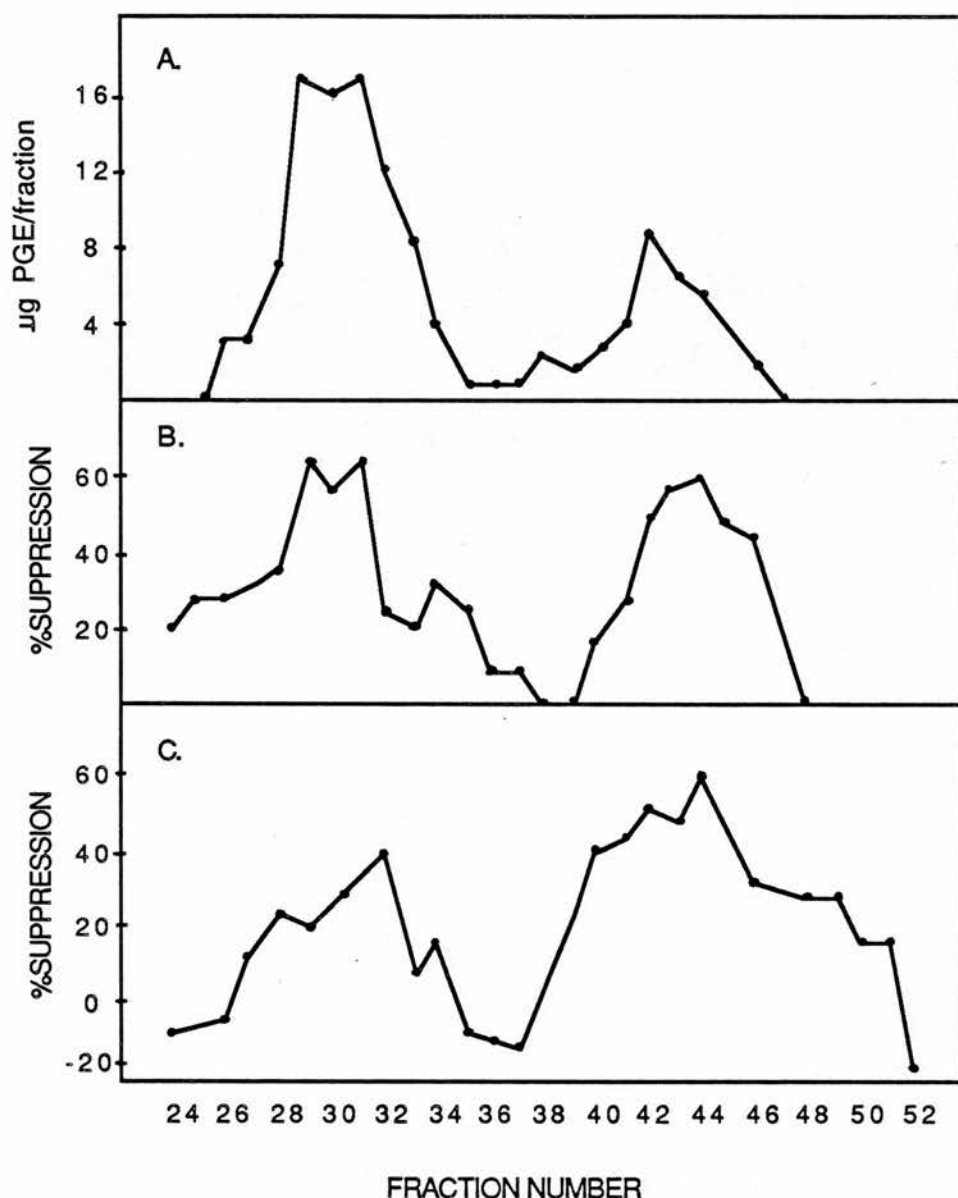 A.
16
12
8
4
µg PGE/fraction
B.
60
40
20
%SUPPRESSION
C.
60
40
20
0
-20
%SUPPRESSION
24 26 28 30 32 34 36 38 40 42 44 46 48 50 52
FRACTION NUMBER